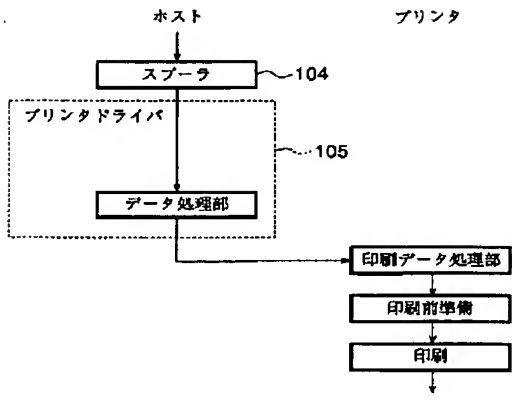 ホスト
プリンタ
スプーラ
104
プリンタドライバ
105
データ処理部
印刷データ処理部
印刷前準備
印刷